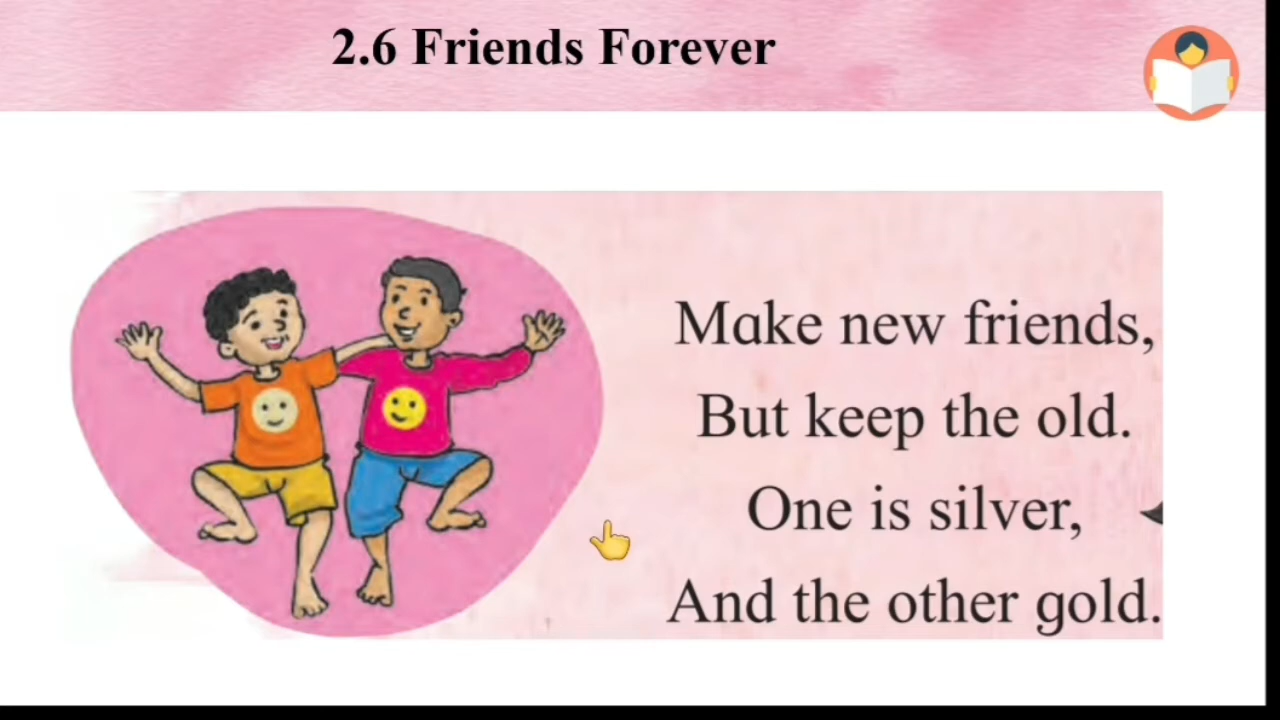 2.6 Friends Forever
Make new friends,
But keep the old.
One is silver,
And the other gold.